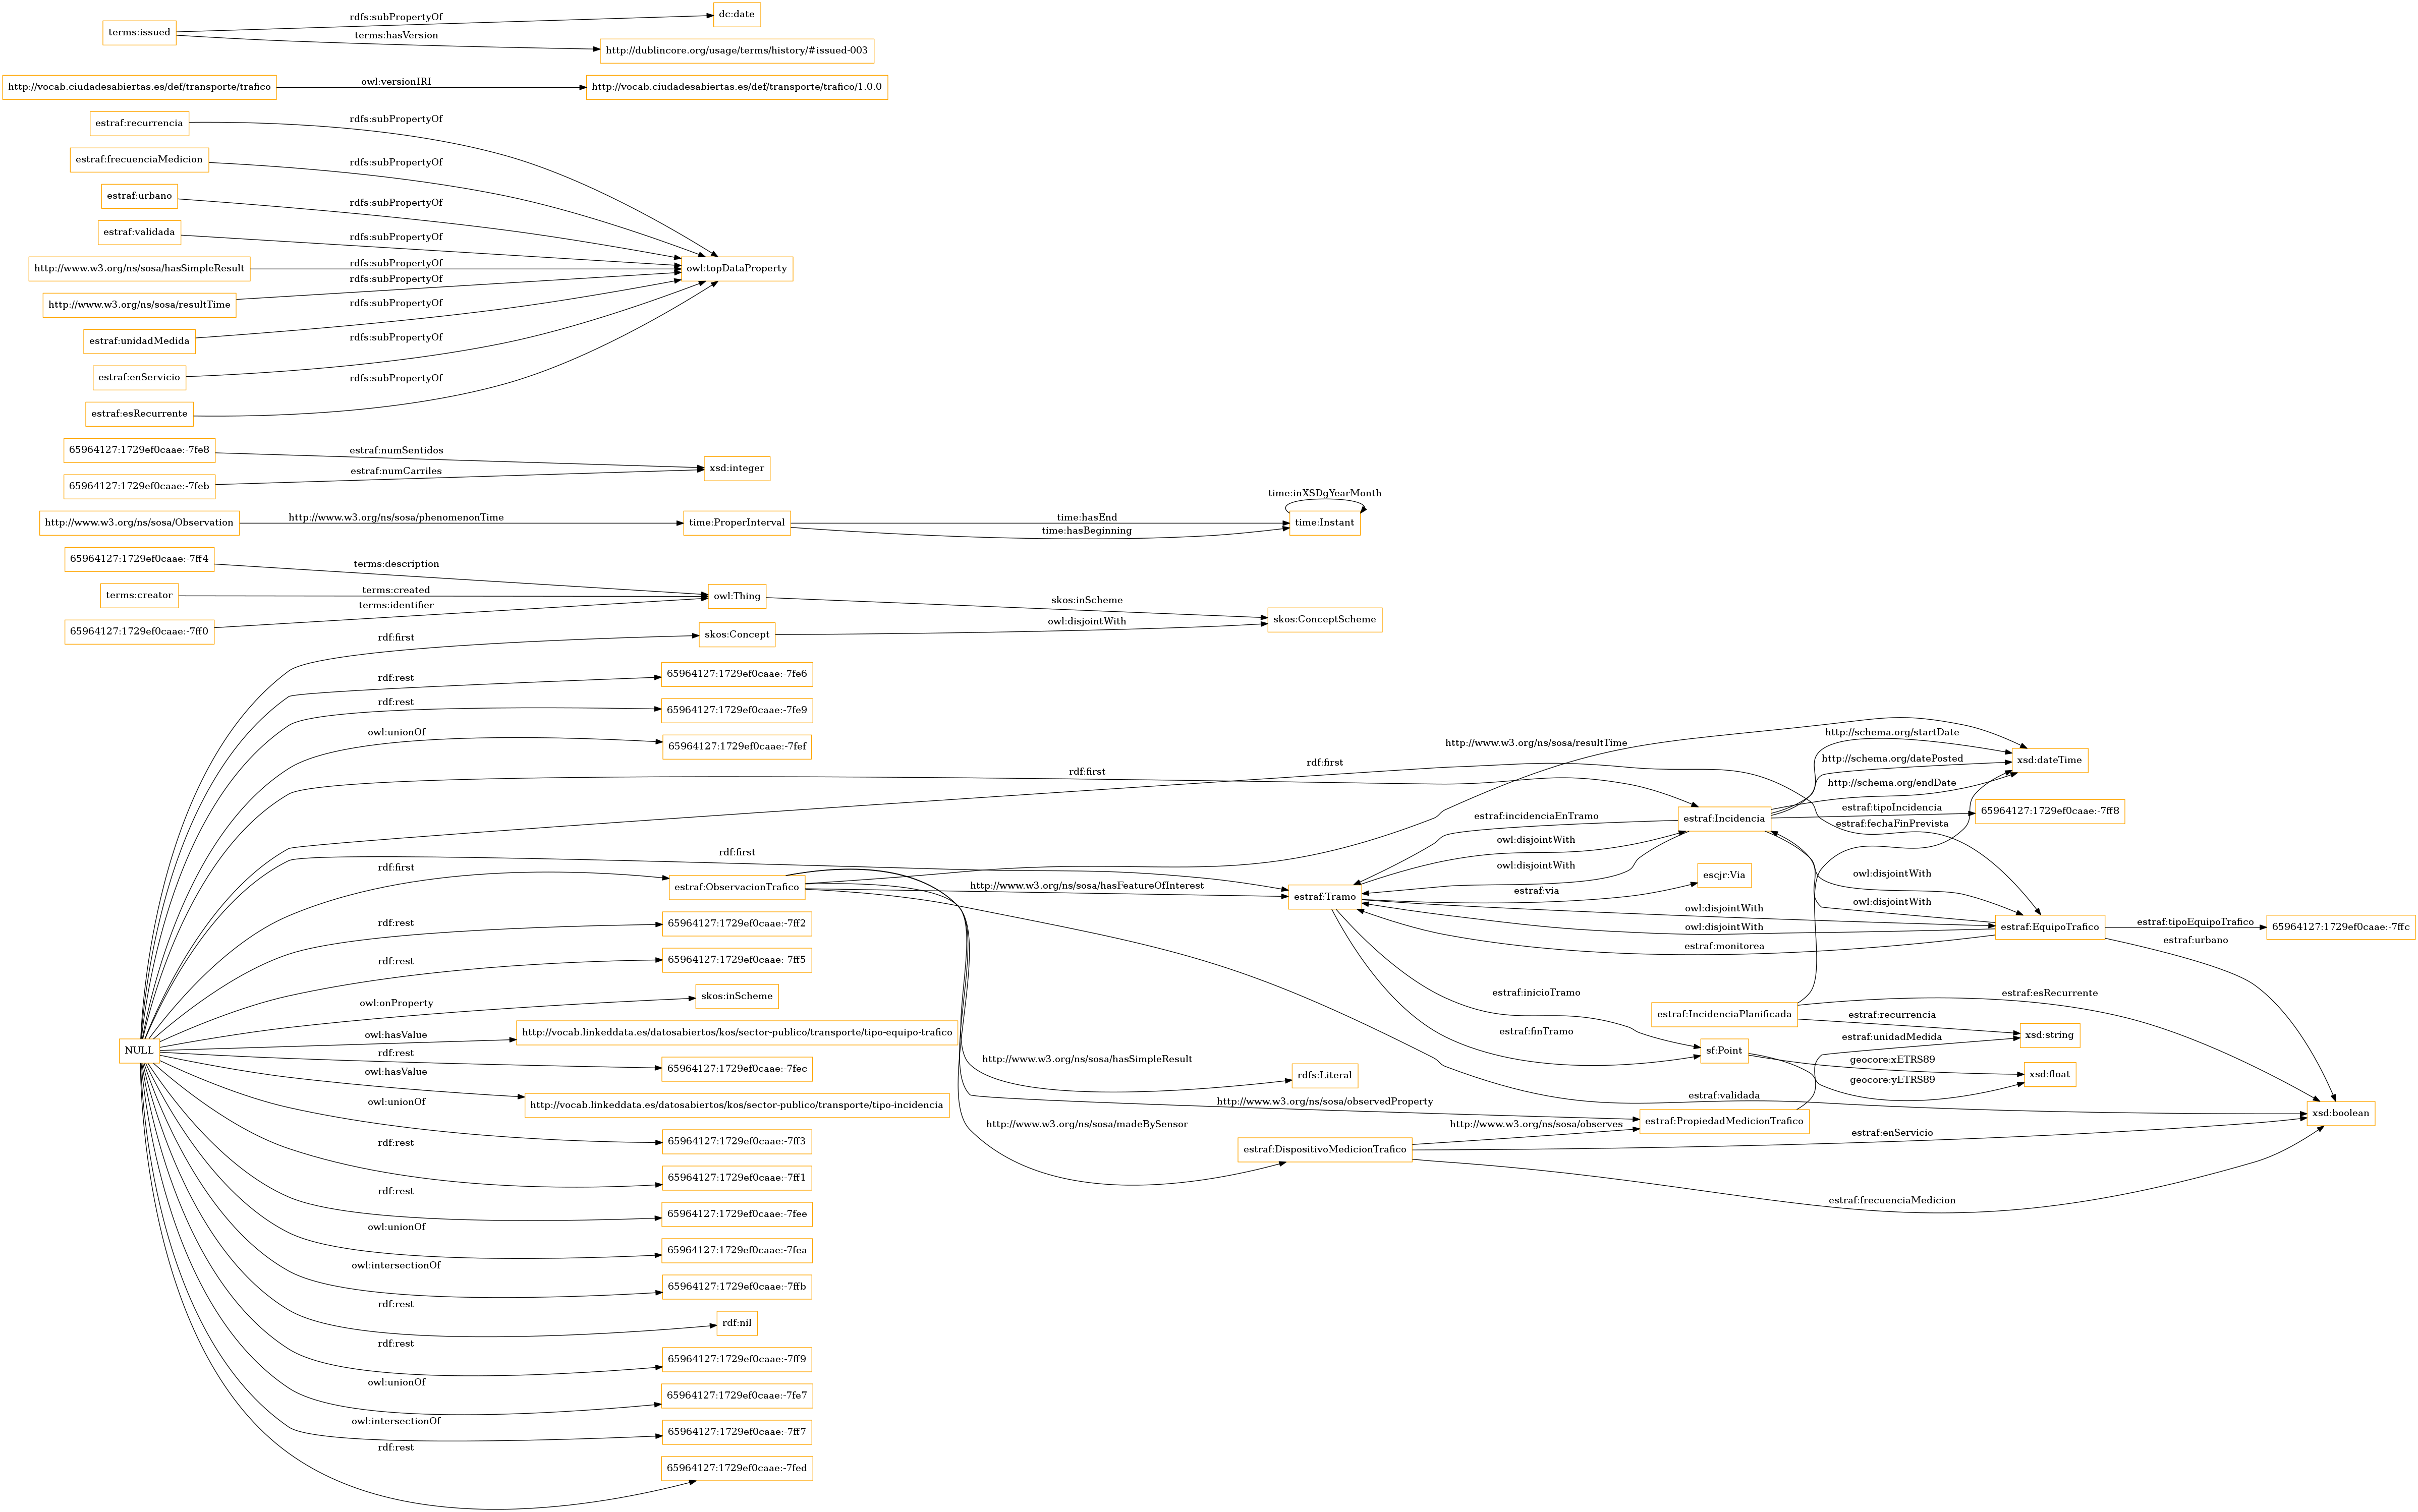 rdfs:subPropertyOf
dc:date
terms:issued
terms:hasVersion
http://dublincore.org/usage/terms/history/#issued-003
http://vocab.ciudadesabiertas.es/def/transporte/trafico
owl:versionIRI
http://vocab.ciudadesabiertas.es/def/transporte/trafico/1.0.0
estraf:recurrencia
rdfs:subPropertyOf
estraf:frecuenciaMedicion
rdfs:subPropertyOf
estraf:urbano
rdfs:subPropertyOf
estraf:validada
rdfs:subPropertyOf
http://www.w3.org/ns/sosa/hasSimpleResult
rdfs:subPropertyOf
owl:topDataProperty
http://www.w3.org/ns/sosa/resultTime
rdfs:subPropertyOf
estraf:unidadMedida
rdfs:subPropertyOf
estraf:enServicio
rdfs:subPropertyOf
estraf:esRecurrente
rdfs:subPropertyOf
65964127:1729ef0caae:-7fe8
estraf:numSentidos
xsd:integer
65964127:1729ef0caae:-7feb
estraf:numCarriles
http://www.w3.org/ns/sosa/Observation
http://www.w3.org/ns/sosa/phenomenonTime
time:ProperInterval
time:hasEnd
time:hasBeginning
time:inXSDgYearMonth
time:Instant
65964127:1729ef0caae:-7ff4
terms:description
terms:creator
terms:created
owl:Thing
65964127:1729ef0caae:-7ff0
terms:identifier
skos:inScheme
skos:ConceptScheme
rdf:first
skos:Concept
owl:disjointWith
rdf:rest
65964127:1729ef0caae:-7fe6
rdf:rest
65964127:1729ef0caae:-7fe9
owl:unionOf
65964127:1729ef0caae:-7fef
http://www.w3.org/ns/sosa/resultTime
rdf:first
rdf:first
http://schema.org/startDate
http://schema.org/datePosted
xsd:dateTime
http://schema.org/endDate
estraf:Incidencia
estraf:tipoIncidencia
65964127:1729ef0caae:-7ff8
estraf:incidenciaEnTramo
estraf:fechaFinPrevista
owl:disjointWith
rdf:first
owl:disjointWith
rdf:first
estraf:ObservacionTrafico
http://www.w3.org/ns/sosa/hasFeatureOfInterest
estraf:Tramo
estraf:via
escjr:Via
owl:disjointWith
owl:disjointWith
owl:disjointWith
owl:disjointWith
estraf:monitorea
estraf:EquipoTrafico
estraf:tipoEquipoTrafico
65964127:1729ef0caae:-7ffc
estraf:urbano
rdf:rest
65964127:1729ef0caae:-7ff2
rdf:rest
65964127:1729ef0caae:-7ff5
owl:onProperty
skos:inScheme
estraf:inicioTramo
estraf:finTramo
estraf:IncidenciaPlanificada
estraf:esRecurrente
estraf:recurrencia
xsd:string
estraf:unidadMedida
NULL
owl:hasValue
http://vocab.linkeddata.es/datosabiertos/kos/sector-publico/transporte/tipo-equipo-trafico
rdf:rest
65964127:1729ef0caae:-7fec
http://www.w3.org/ns/sosa/hasSimpleResult
rdfs:Literal
sf:Point
geocore:xETRS89
xsd:float
geocore:yETRS89
owl:hasValue
http://vocab.linkeddata.es/datosabiertos/kos/sector-publico/transporte/tipo-incidencia
http://www.w3.org/ns/sosa/observedProperty
estraf:validada
xsd:boolean
estraf:PropiedadMedicionTrafico
http://www.w3.org/ns/sosa/madeBySensor
http://www.w3.org/ns/sosa/observes
estraf:DispositivoMedicionTrafico
estraf:enServicio
estraf:frecuenciaMedicion
owl:unionOf
65964127:1729ef0caae:-7ff3
rdf:rest
65964127:1729ef0caae:-7ff1
rdf:rest
65964127:1729ef0caae:-7fee
owl:unionOf
65964127:1729ef0caae:-7fea
owl:intersectionOf
65964127:1729ef0caae:-7ffb
rdf:rest
rdf:nil
rdf:rest
65964127:1729ef0caae:-7ff9
owl:unionOf
65964127:1729ef0caae:-7fe7
owl:intersectionOf
65964127:1729ef0caae:-7ff7
rdf:rest
65964127:1729ef0caae:-7fed